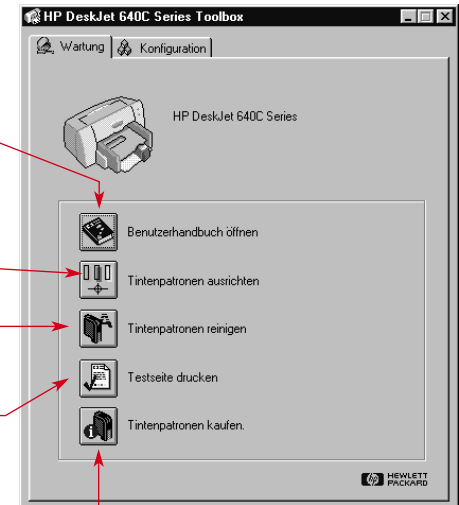 HP DeskJet 640C Series Toolbox
Wartung
Konfiguration
HP DeskJet 640C Series
Benutzerhandbuch öffnen
Tintenpatronen ausrichten
Tintenpatronen reinigen
Testseite drucken
Tintenpatronen kaufen.
hp HEWLETT
PACKARD